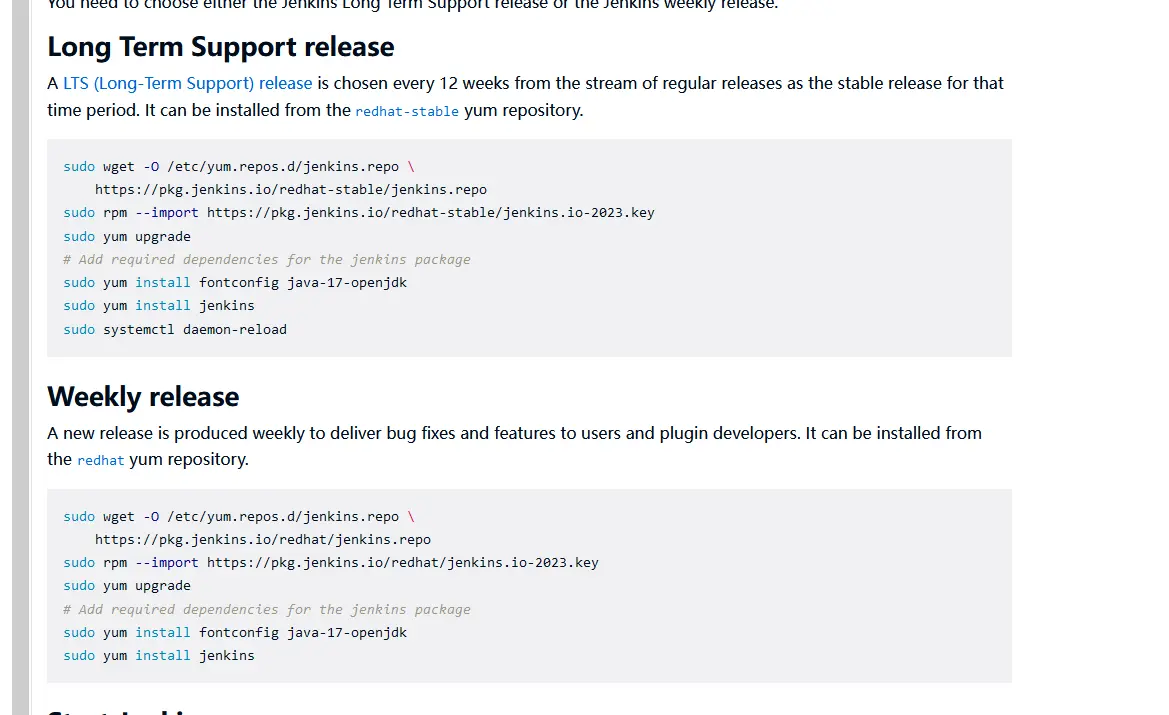 You need to choose either the Jenkins Long Term Support release or the Jenkins weekly release.
Long Term Support release
A LTS (Long-Term Support) release is chosen every 12 weeks from the stream of regular releases as the stable release for that
time period. It can be installed from the redhat-stable yum repository.
sudo wget -O /etc/yum.repos.d/jenkins.repo \
    https://pkg.jenkins.io/redhat-stable/jenkins.repo
sudo rpm --import https://pkg.jenkins.io/redhat-stable/jenkins.io-2023.key
sudo yum upgrade
# Add required dependencies for the jenkins package
sudo yum install fontconfig java-17-openjdk
sudo yum install jenkins
sudo systemctl daemon-reload
Weekly release
A new release is produced weekly to deliver bug fixes and features to users and plugin developers. It can be installed from
the redhat yum repository.
sudo wget -O /etc/yum.repos.d/jenkins.repo \
    https://pkg.jenkins.io/redhat/jenkins.repo
sudo rpm --import https://pkg.jenkins.io/redhat/jenkins.io-2023.key
sudo yum upgrade
# Add required dependencies for the jenkins package
sudo yum install fontconfig java-17-openjdk
sudo yum install jenkins